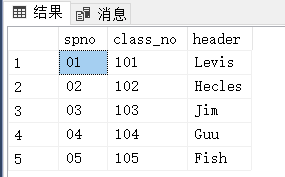 结果 消息
spno class_no header
1 01 101 Levis
2 02 102 Hecles
3 03 103 Jim
4 04 104 Guu
5 05 105 Fish